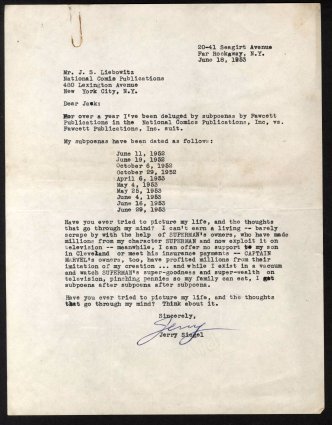 20-41 Seagirt Avenue
Far Rockaway, N.Y.
June 18, 1953
Mr. J. S. Liebowitz
National Comic Publications
480 Lexington Avenue
New York City, N.Y.
Dear Jack:
For over a year I've been deluged by subpoenas by Fawcett
Publications in the National Comics Publications, Inc. vs.
Fawcett Publications, Inc. suit.
My subpoenas have been dated as follows:
June 11, 1952
June 19, 1952
October 6, 1952
October 29, 1952
April 6, 1953
May 4, 1953
May 25, 1953
June 4, 1953
June 16, 1953
June 29, 1953
Have you ever tried to picture my life, and the thoughts
that go through my mind? I can't earn a living -- barely
scrape by with the help of SUPERMAN's owners, who have made
millions from my character SUPERMAN and now exploit it on
television -- meanwhile, I can offer no support to my son
in Cleveland or meet his insurance payments -- CAPTAIN
MARVEL's owners, too, have profited millions from their
imitation of my creation ... and while I exist in a vacuum
and watch SUPERMAN's super-goodness and super-wealth on
television, pinching pennies so my family can eat, I get
subpoena after subpoena after subpoena.
Have you ever tried to picture my life, and the thoughts
that go through my mind? Think about it.
Sincerely,
Jerry
Jerry Siegel